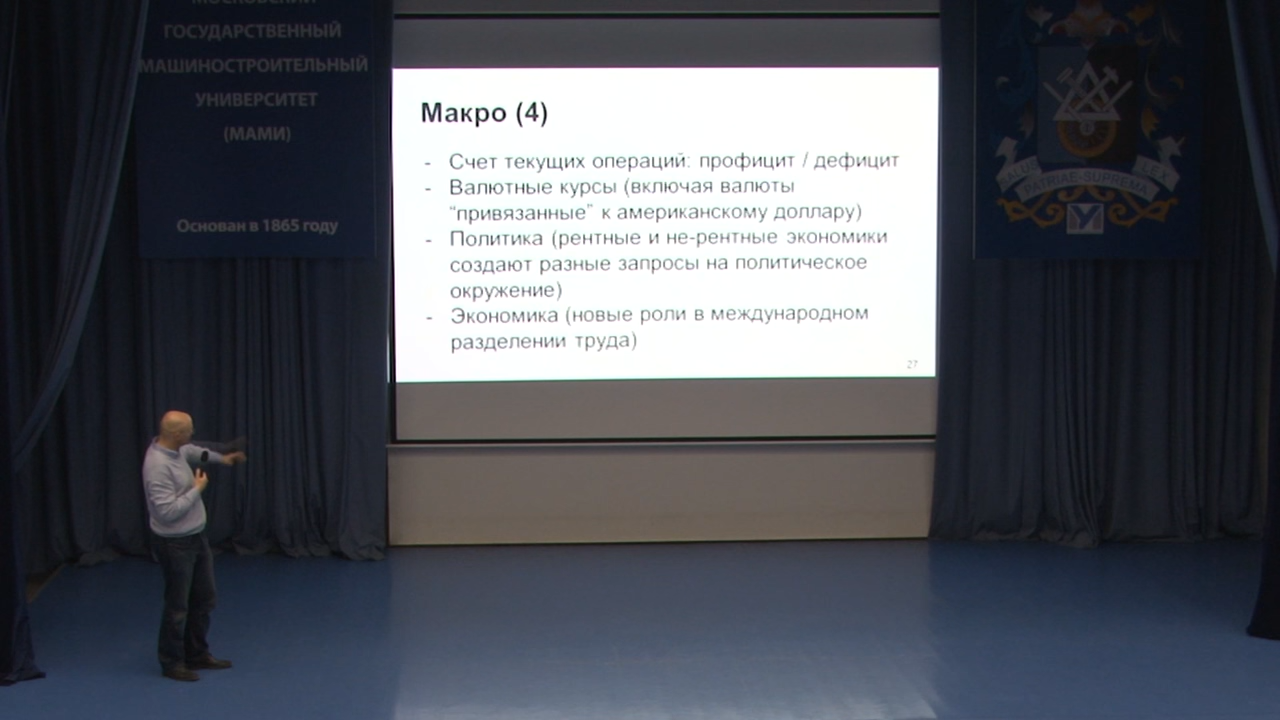 МОСКОВСКИЙ
ГОСУДАРСТВЕННЫЙ
МАШИНОСТРОИТЕЛЬНЫЙ
УНИВЕРСИТЕТ
(МАМИ)
Основан в 1865 году
Макро (4)
- Счет текущих операций: профицит / дефицит
- Валютные курсы (включая валюты
“привязанные” к американскому доллару)
- Политика (рентные и не-рентные экономики
создают разные запросы на политическое
окружение)
- Экономика (новые роли в международном
разделении труда)
27
PATRIAE SUPREMA LEX